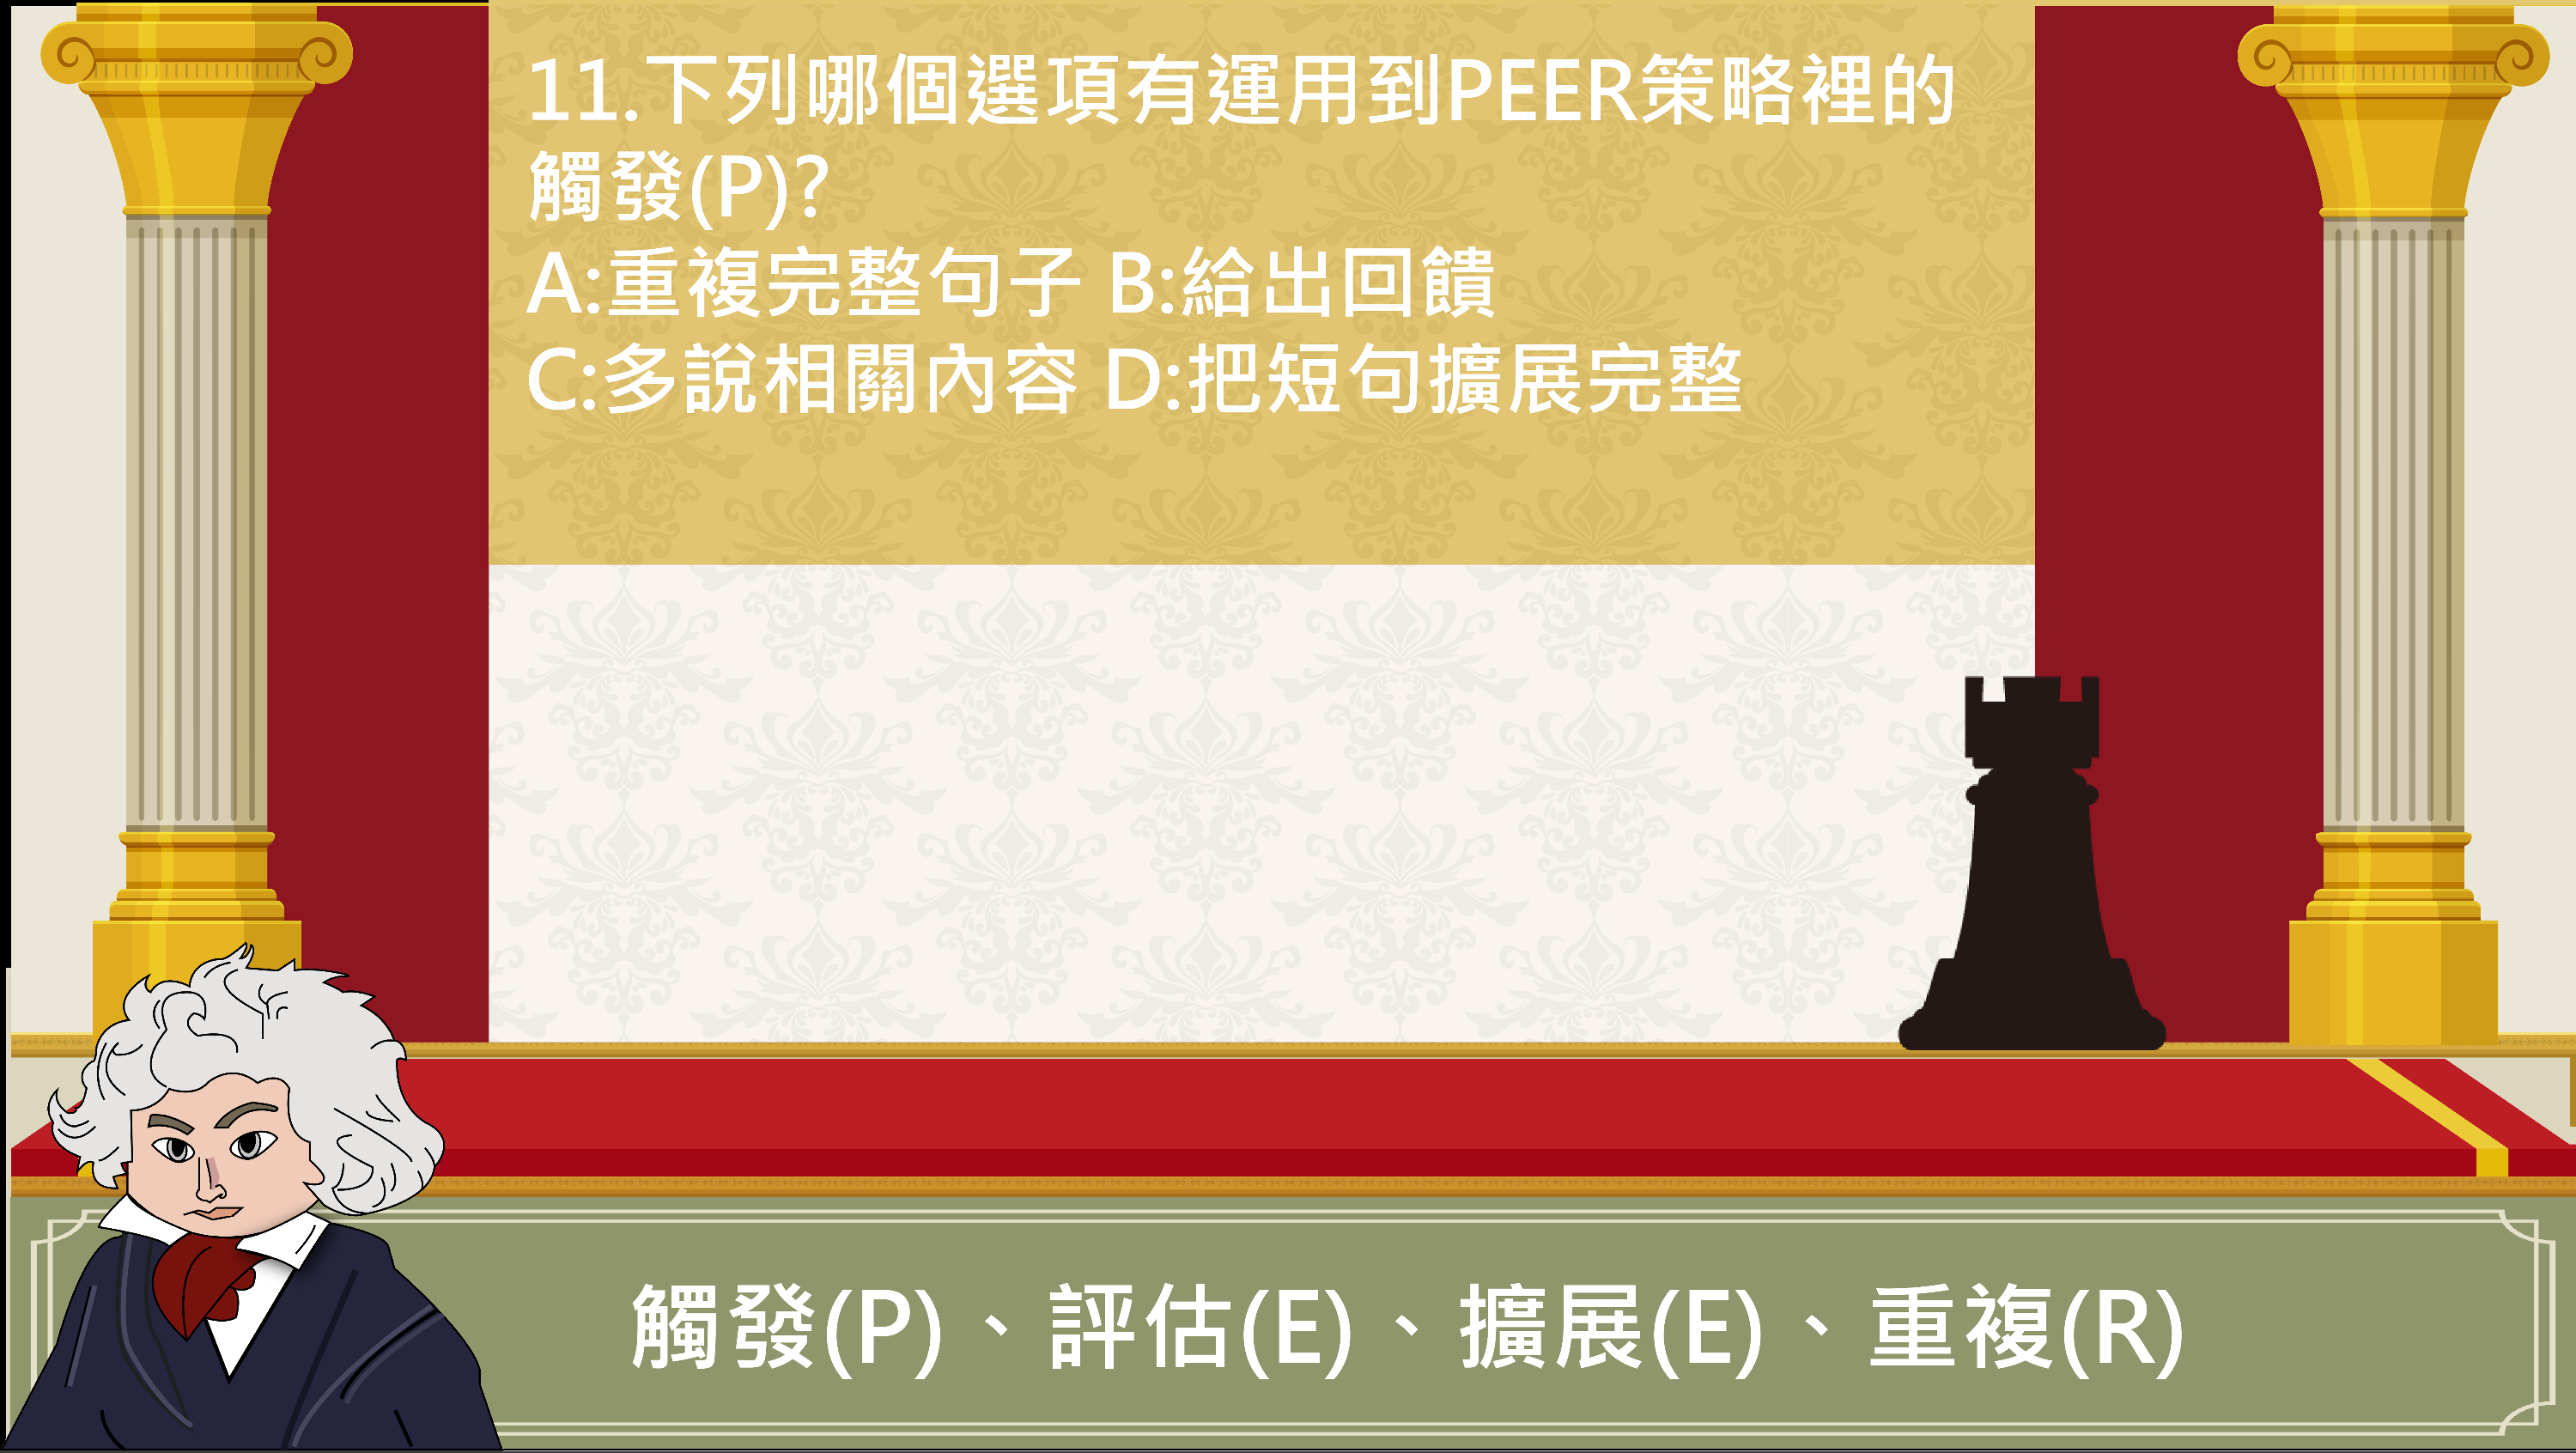 11.下列哪個選項有運用到PEER策略裡的
觸發(P)?
A:重複完整句子 B:給出回饋
C:多說相關內容 D:把短句擴展完整
觸發(P)、評估(E)、擴展(E)、重複(R)